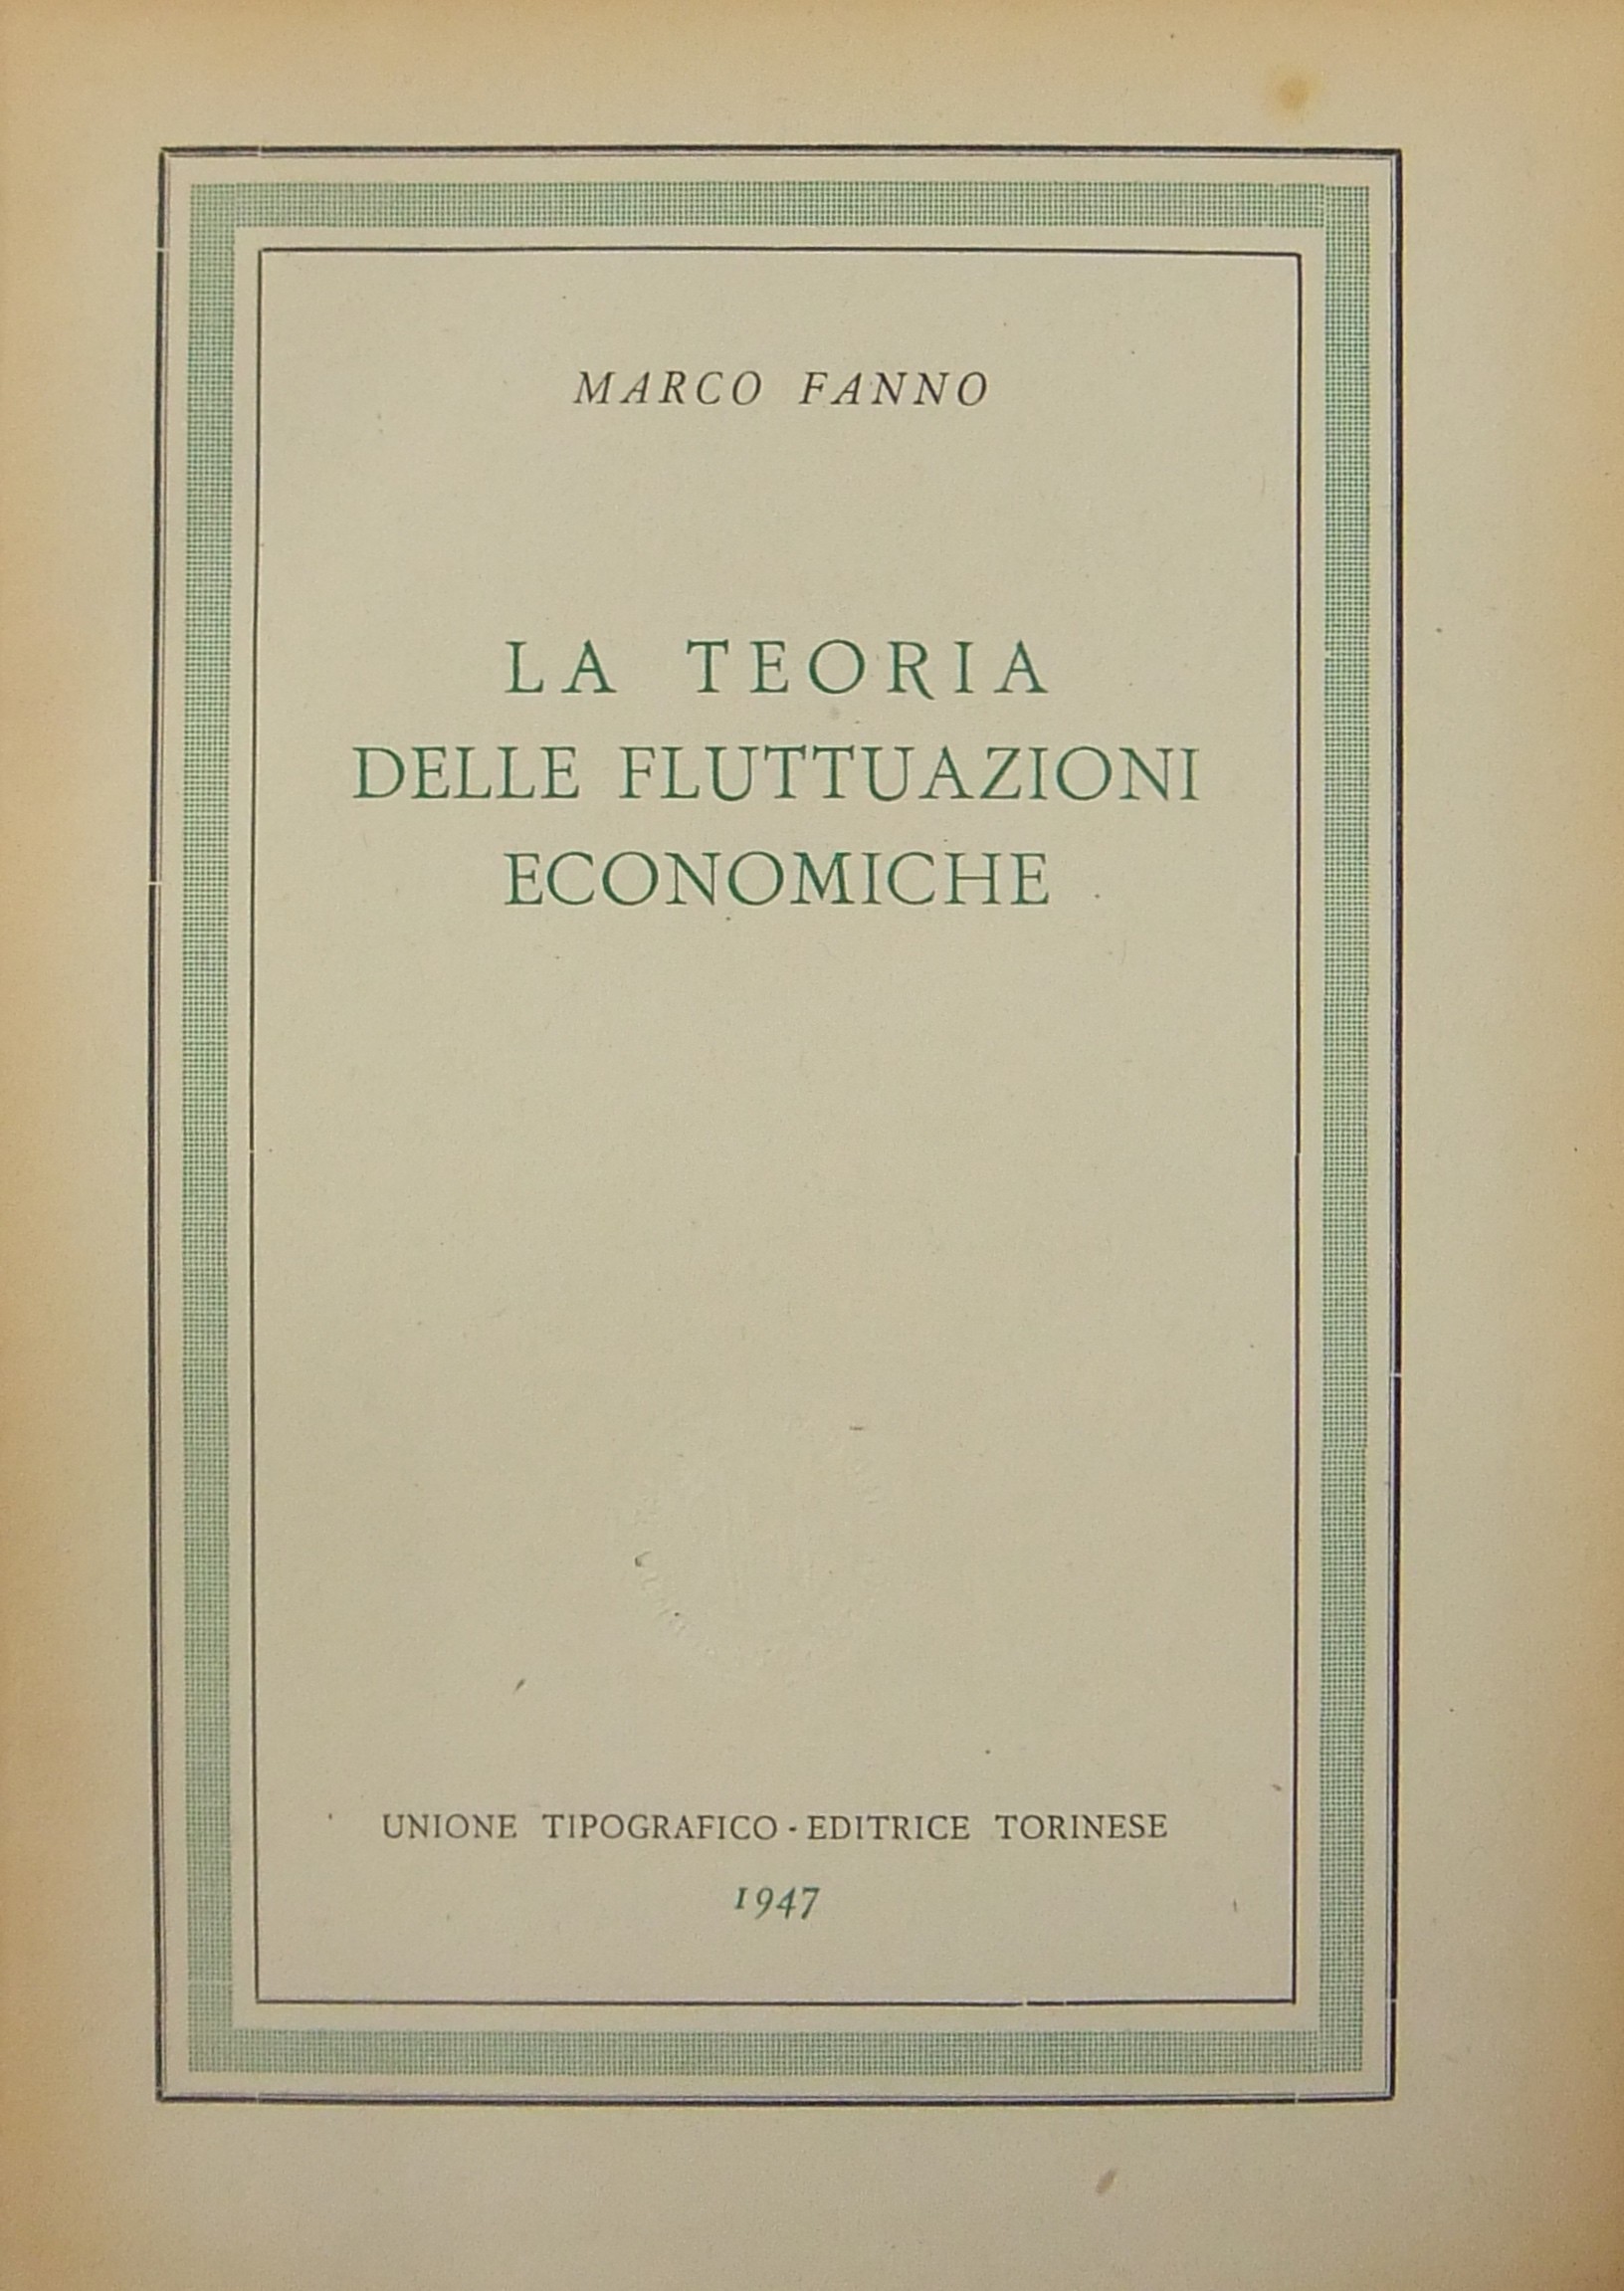 MARCO FANNO
LA TEORIA
DELLE FLUTTUAZIONI
ECONOMICHE
UNIONE TIPOGRAFICO - EDITRICE TORINESE
1947